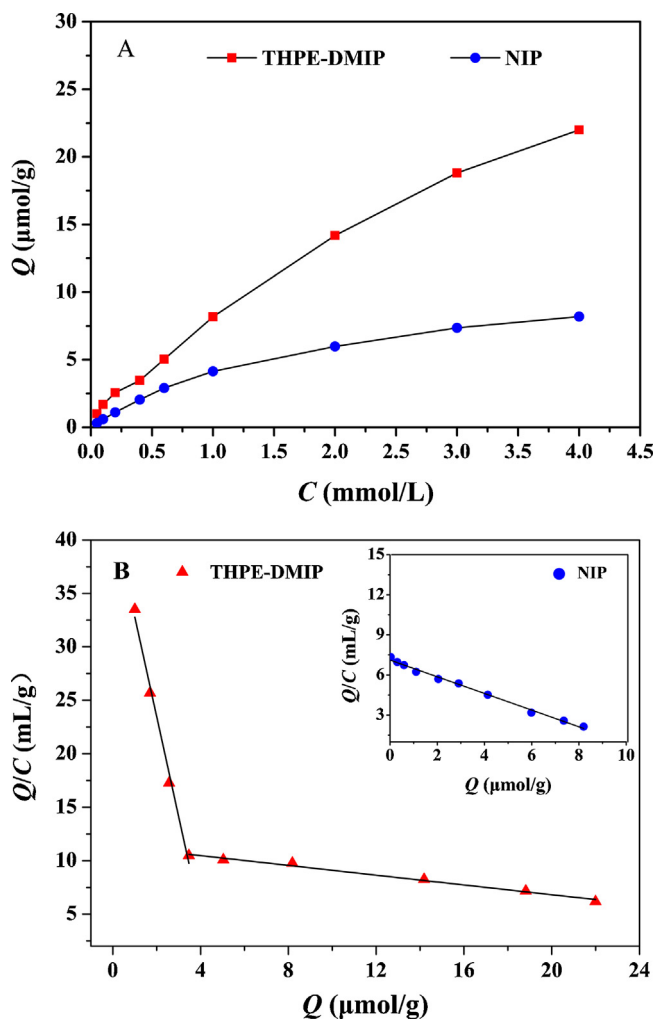 30
25
20
15
10
5
0
Q (μmol/g)
A
THPE-DMIP
NIP
0.0 0.5 1.0 1.5 2.0 2.5 3.0 3.5 4.0 4.5
C (mmol/L)
40
35
30
25
20
15
10
5
Q/C (mL/g)
B
THPE-DMIP
15
12
9
6
3
Q/C (mL/g)
NIP
0 2 4 6 8 10
Q (μmol/g)
0 4 8 12 16 20 24
Q (μmol/g)